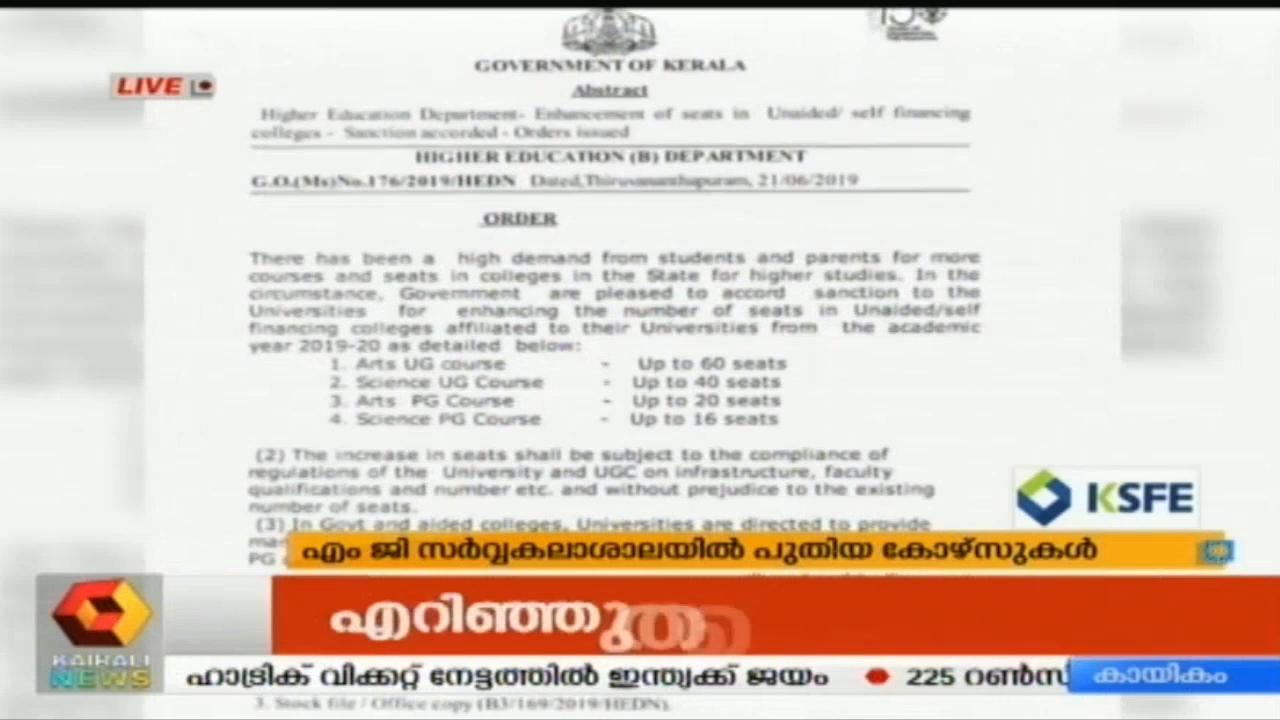 GOVERNMENT OF KERALA
LIVE
Abstract
Higher Education Department- Enhancement of seats in Unaided/ self financing
colleges - Sanction accorded - Orders issued
HIGHER EDUCATION (B) DEPARTMENT
G.O.(Ms)No.176/2019/HEDN Dated,Thiruvananthapuram, 21/06/2019
ORDER
There has been a high demand from students and parents for more
courses and seats in colleges in the State for higher studies. In the
circumstance, Government are pleased to accord sanction to the
Universities for enhancing the number of seats in Unaided/self
financing colleges affiliated to their Universities from the academic
year 2019-20 as detailed below:
1. Arts UG course - Up to 60 seats
2. Science UG Course - Up to 40 seats
3. Arts PG Course - Up to 20 seats
4. Science PG Course - Up to 16 seats
(2) The increase in seats shall be subject to the compliance of
regulations of the University and UGC on infrastructure, faculty
qualifications and number etc. and without prejudice to the existing
number of seats.
KSFE
(3) In Govt and aided colleges, Universities are directed to provide
PG
എം ജി സർവ്വകലാശാലയിൽ പുതിയ കോഴ്സുകൾ
എറിഞ്ഞു
KAIRALI
NEWS
ഹാട്രിക് വിക്കറ്റ് നേട്ടത്തിൽ ഇന്ത്യക്ക് ജയം 225 റൺസ് കായികം
3. Stock file / Office copy (B3/169/2019/HEDN).